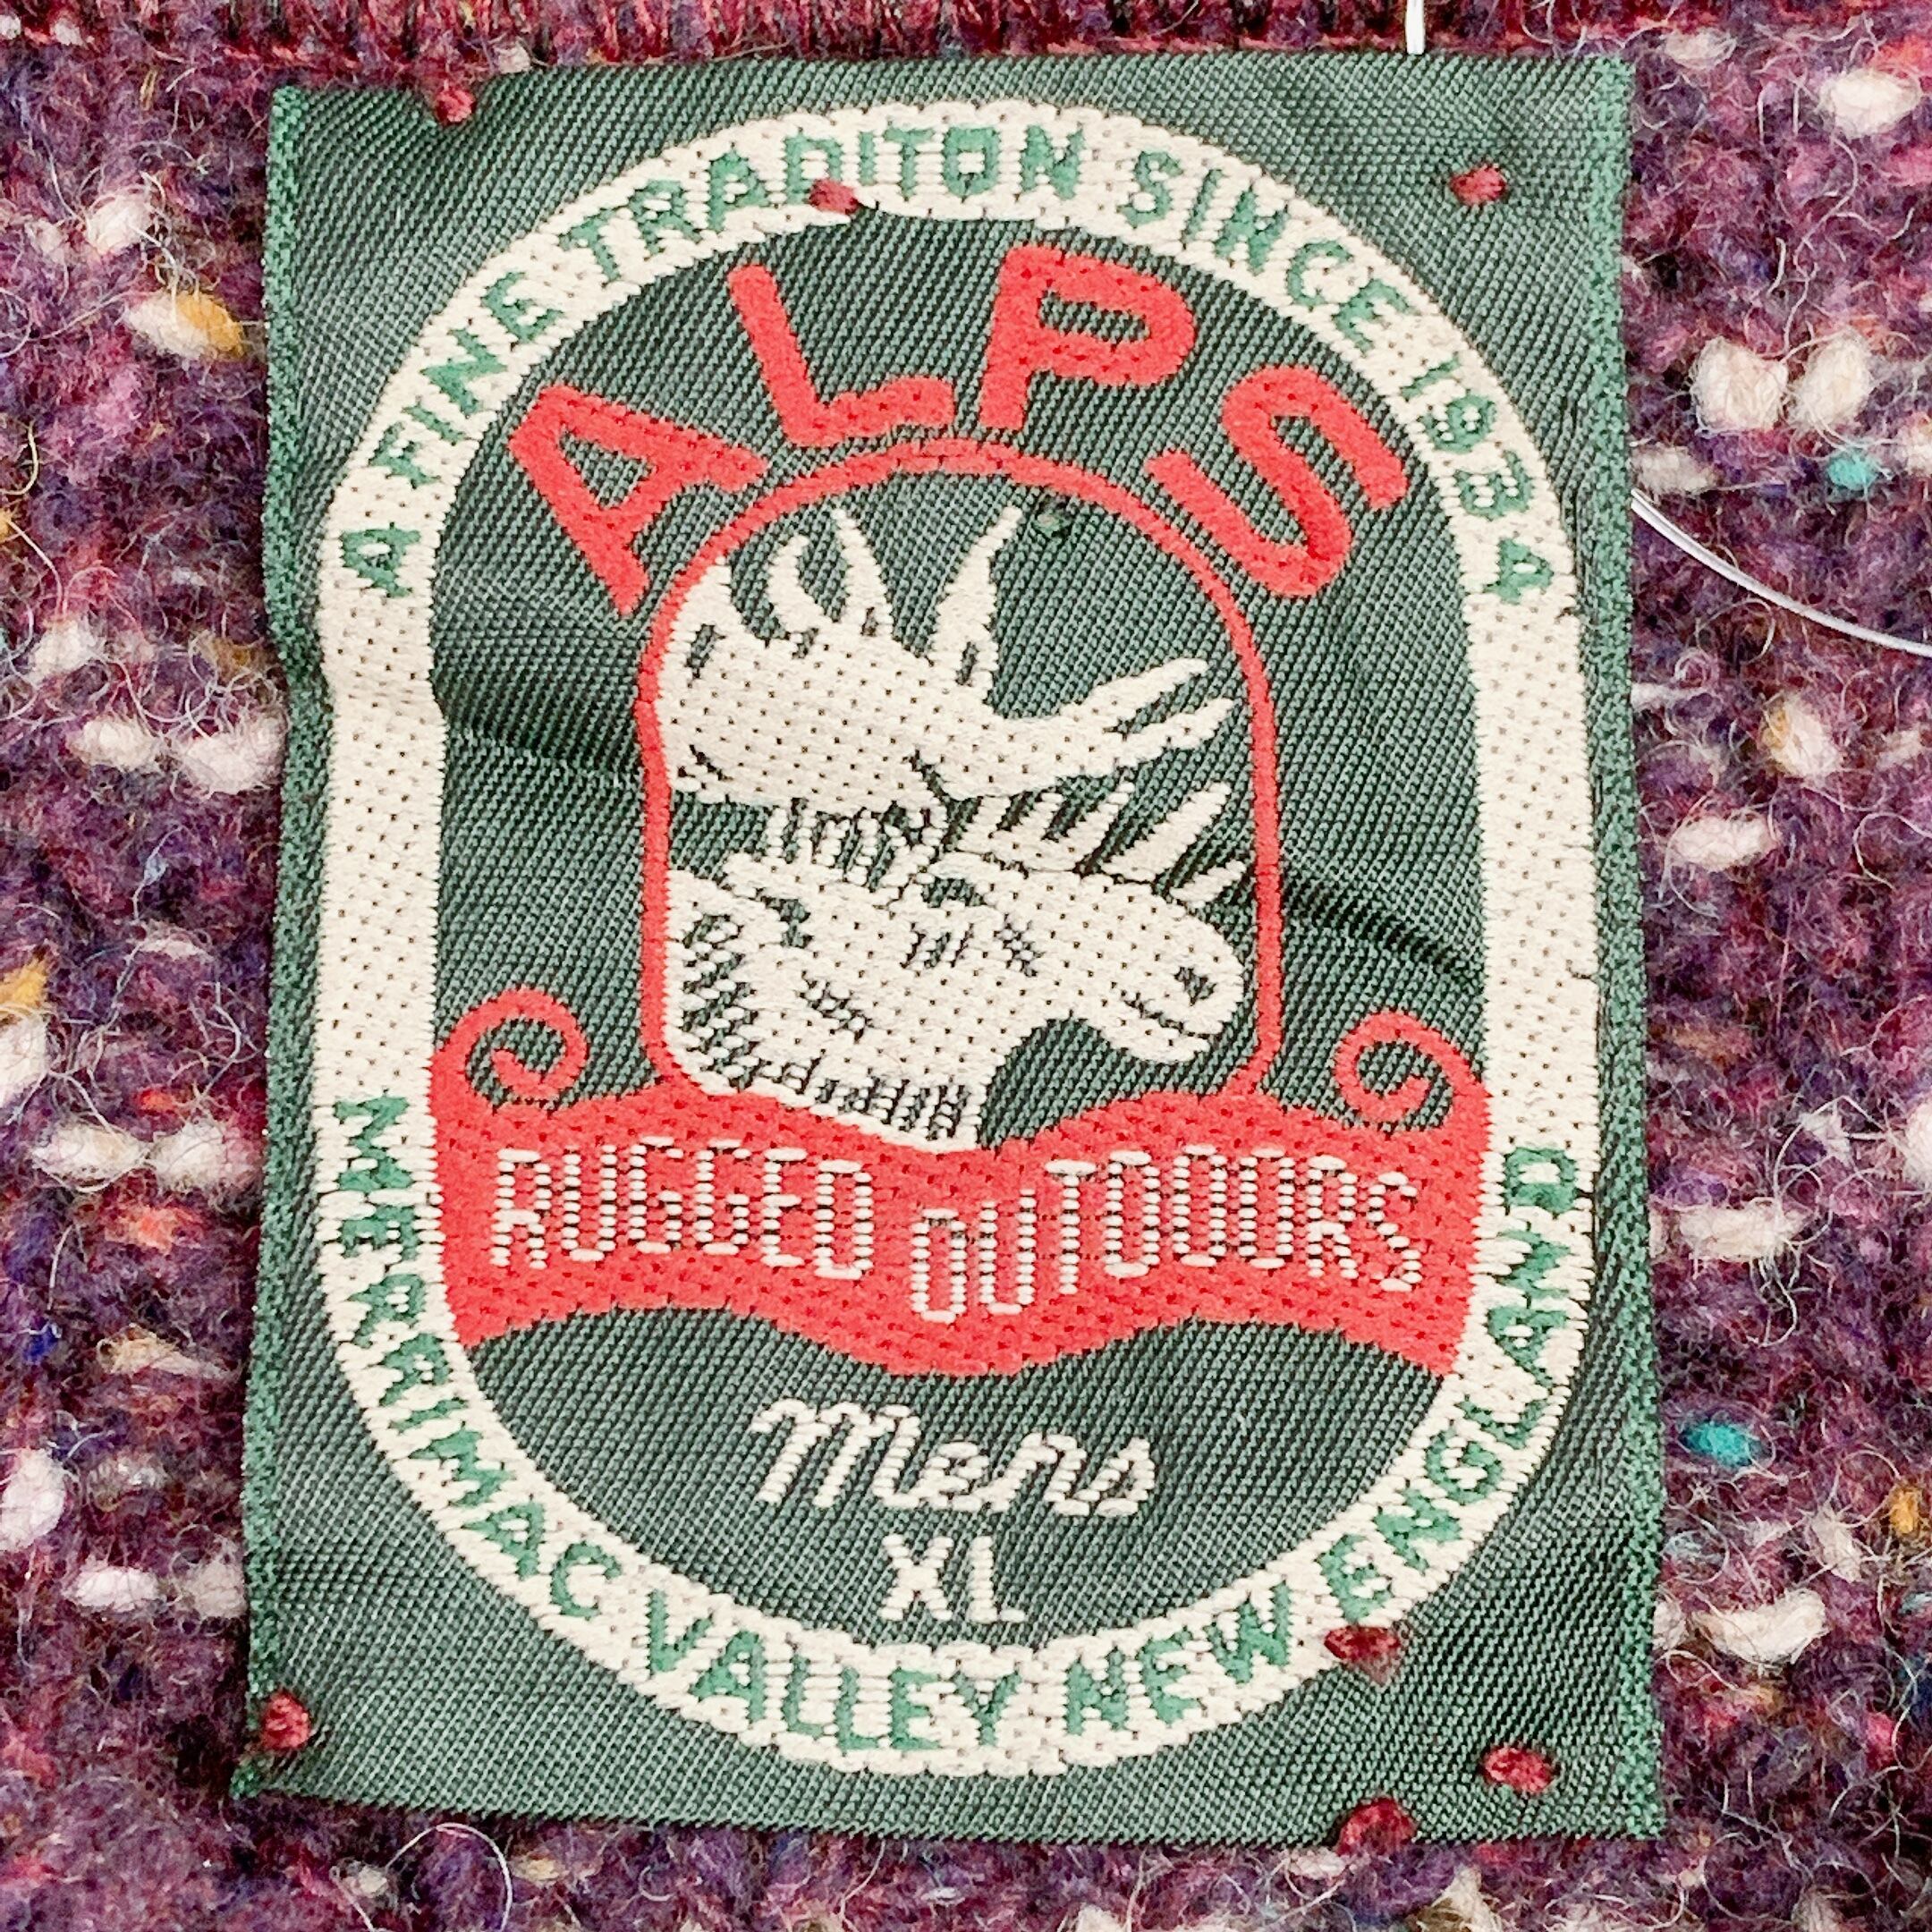 A FINE TRADITON SINCE 1934
ALPS
RUGGED OUTDOORS
Mens
XL
MERRIMAC VALLEY NEW ENGLAND